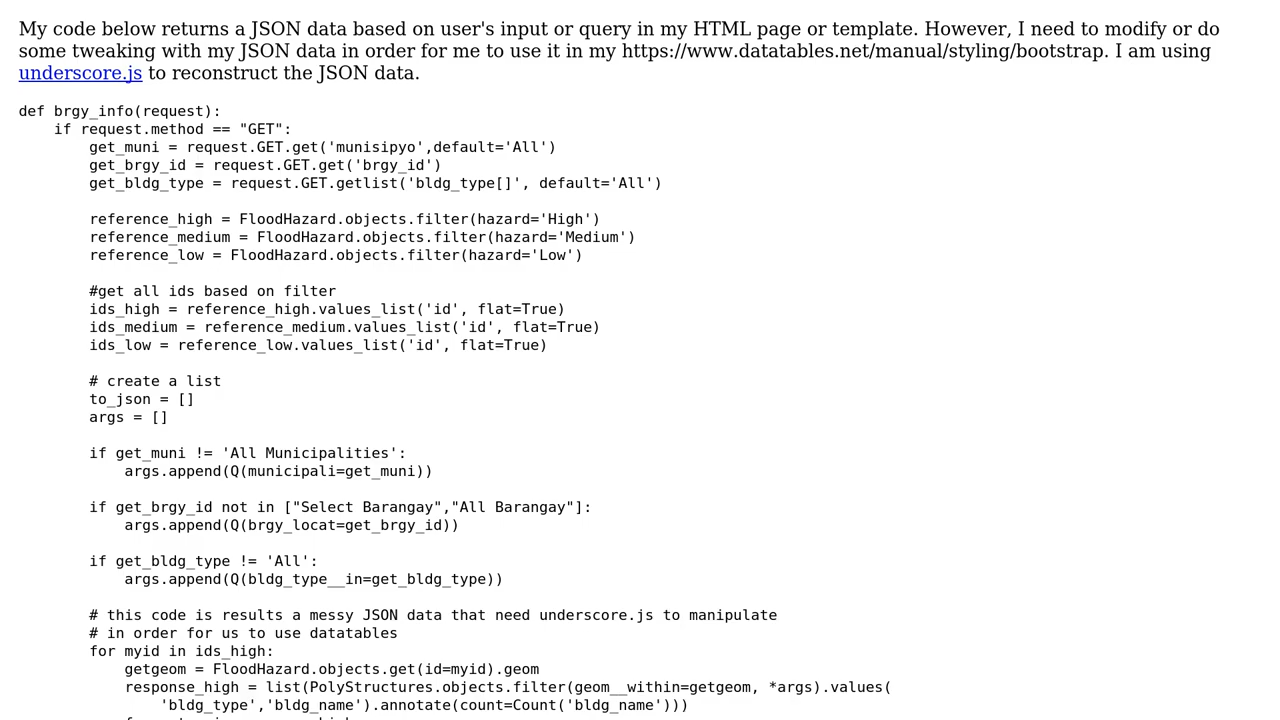 My code below returns a JSON data based on user's input or query in my HTML page or template. However, I need to modify or do
some tweaking with my JSON data in order for me to use it in my https://www.datatables.net/manual/styling/bootstrap. I am using
underscore.js to reconstruct the JSON data.
def brgy_info(request):
    if request.method == "GET":
        get_muni = request.GET.get('munisipyo',default='All')
        get_brgy_id = request.GET.get('brgy_id')
        get_bldg_type = request.GET.getlist('bldg_type[]', default='All')
        reference_high = FloodHazard.objects.filter(hazard='High')
        reference_medium = FloodHazard.objects.filter(hazard='Medium')
        reference_low = FloodHazard.objects.filter(hazard='Low')
        #get all ids based on filter
        ids_high = reference_high.values_list('id', flat=True)
        ids_medium = reference_medium.values_list('id', flat=True)
        ids_low = reference_low.values_list('id', flat=True)
        # create a list
        to_json = []
        args = []
        if get_muni != 'All Municipalities':
            args.append(Q(municipali=get_muni))
        if get_brgy_id not in ["Select Barangay","All Barangay"]:
            args.append(Q(brgy_locat=get_brgy_id))
        if get_bldg_type != 'All':
            args.append(Q(bldg_type__in=get_bldg_type))
        # this code is results a messy JSON data that need underscore.js to manipulate
        # in order for us to use datatables
        for myid in ids_high:
            getgeom = FloodHazard.objects.get(id=myid).geom
            response_high = list(PolyStructures.objects.filter(geom__within=getgeom, *args).values(
                'bldg_type','bldg_name').annotate(count=Count('bldg_name')))